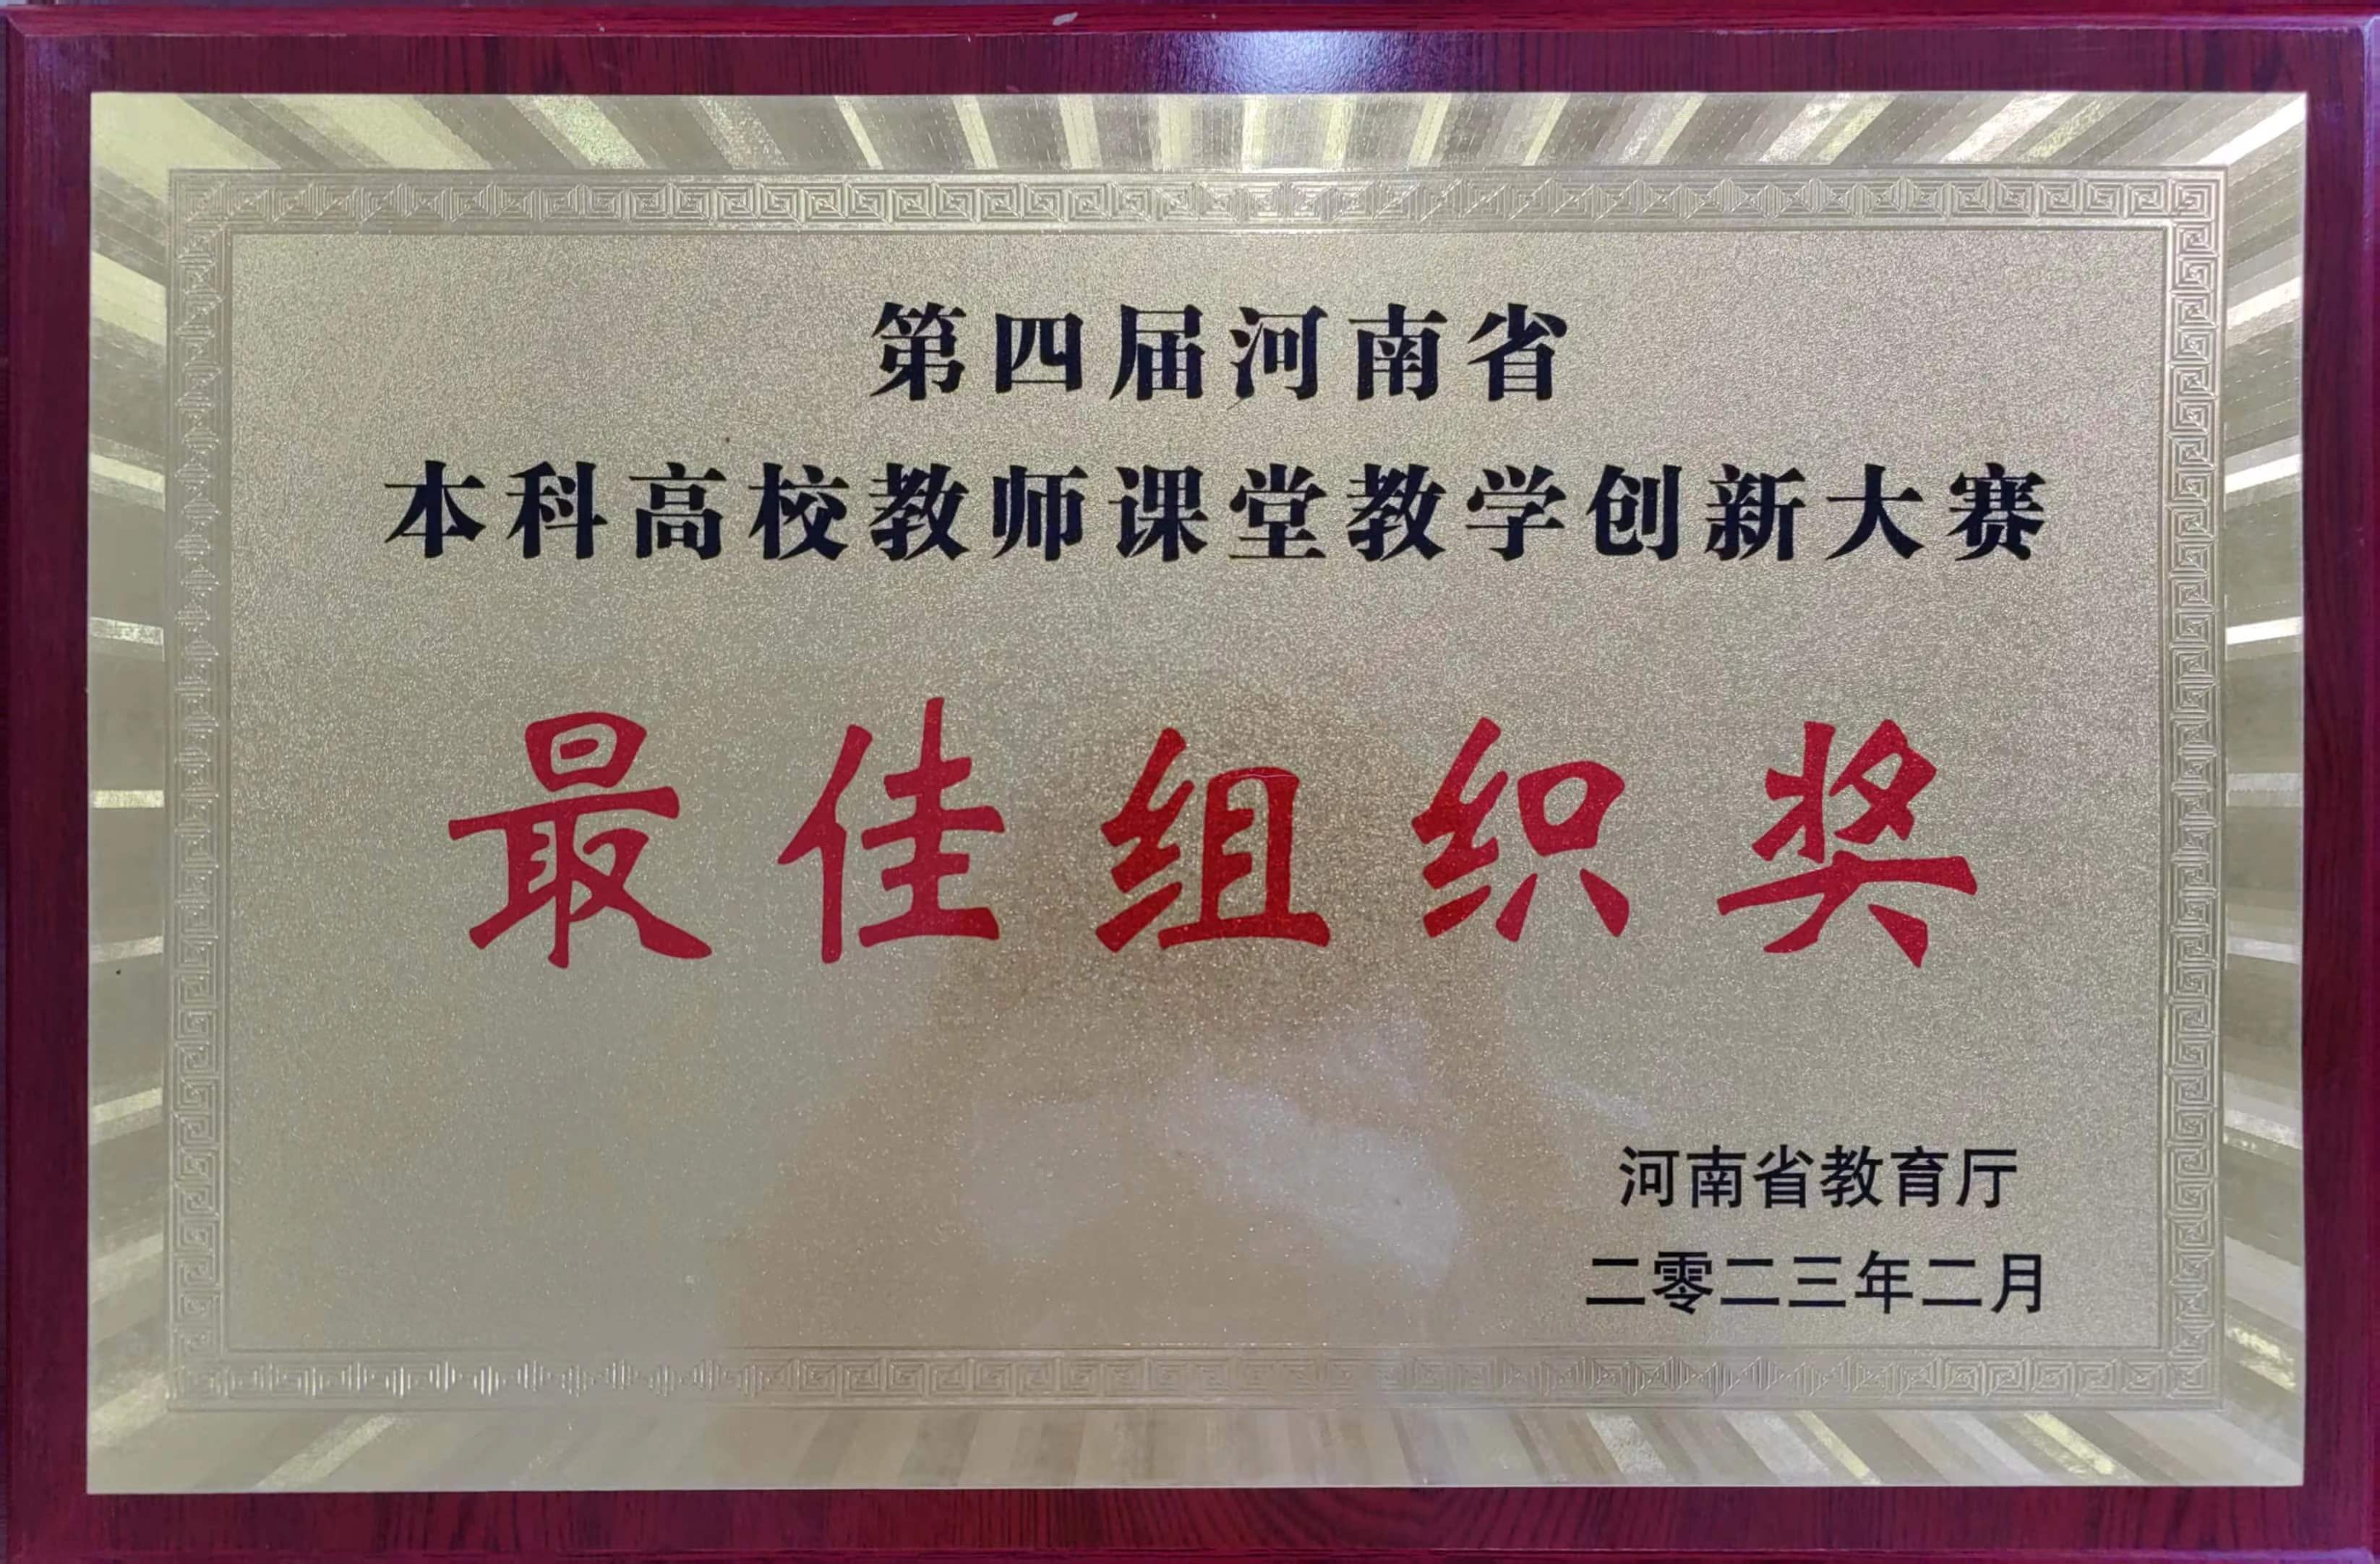 第四届河南省
本科高校教师课堂教学创新大赛
最佳组织奖
河南省教育厅
二零二三年二月